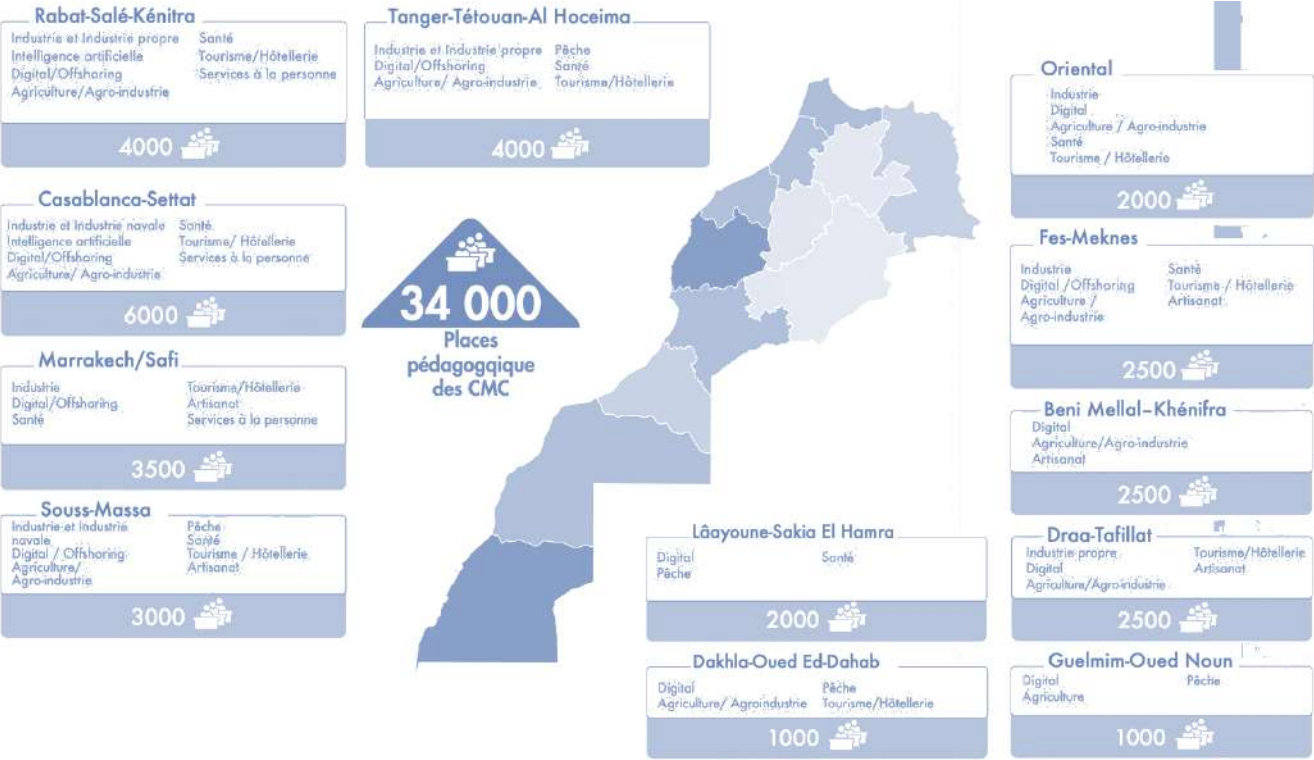 Rabat-Salé-Kénitra
Industrie et Industrie propre
Intelligence artificielle
Digital/Offsharing
Agriculture/Agro-industrie
Santé
Tourisme/Hôtellerie
Services à la personne
4000
Tanger-Tétouan-Al Hoceima
Industrie et Industrie propre
Digital/Offshoring
Agriculture/ Agro-industrie
Pêche
Santé
Tourisme/Hôtellerie
4000
Casablanca-Settat
Industrie et Industrie navale
Intelligence artificielle
Digital/Offsharing
Agriculture/ Agro-industrie
Santé
Tourisme/ Hôtellerie
Services à la personne
6000
34 000
Places
pédagogqique
des CMC
Marrakech/Safi
Industrie
Digital/Offsharing
Santé
Tourisme/Hôtellerie
Artisanat
Services à la personne
3500
Souss-Massa
Industrie et Industrie
navale
Digital / Offshoring
Agriculture/
Agro-industrie
Pêche
Santé
Tourisme / Hôtellerie
Artisanat
3000
Oriental
Industrie
Digital
Agriculture / Agro-industrie
Santé
Tourisme / Hôtellerie
2000
Fes-Meknes
Industrie
Digital /Offsharing
Agriculture /
Agro-industrie
Santé
Tourisme / Hôtellerie
Artisanat
2500
Beni Mellal-Khénifra
Digital
Agriculture/Agro-industrie
Artisanat
2500
Draa-Tafillat
Industrie propre
Digital
Agriculture/Agro-industrie
Tourisme/Hôtellerie
Artisanat
2500
Lâayoune-Sakia El Hamra
Digital
Pêche
Santé
2000
Dakhla-Oued Ed-Dahab
Digital
Agriculture/ Agroindustrie
Pêche
Tourisme/Hôtellerie
1000
Guelmim-Oued Noun
Digital
Agriculture
Pêche
1000